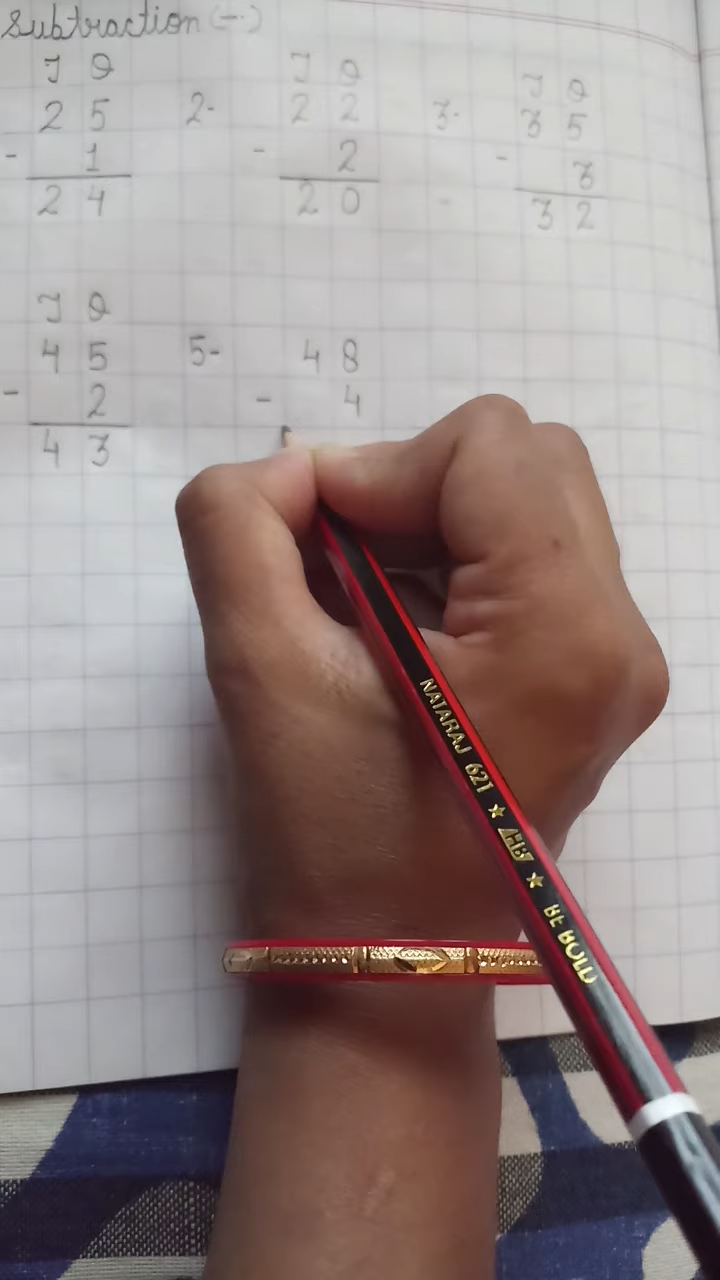 Subtraction (-)
T O T O T O
2 5 2- 2 2 3- 3 5
- 1 - 2 - 3
2 4 2 0 3 2
T O
4 5 5- 4 8
- 2 - 4
4 3
NATARAJ 621 ★ HB ★ BE BOLD